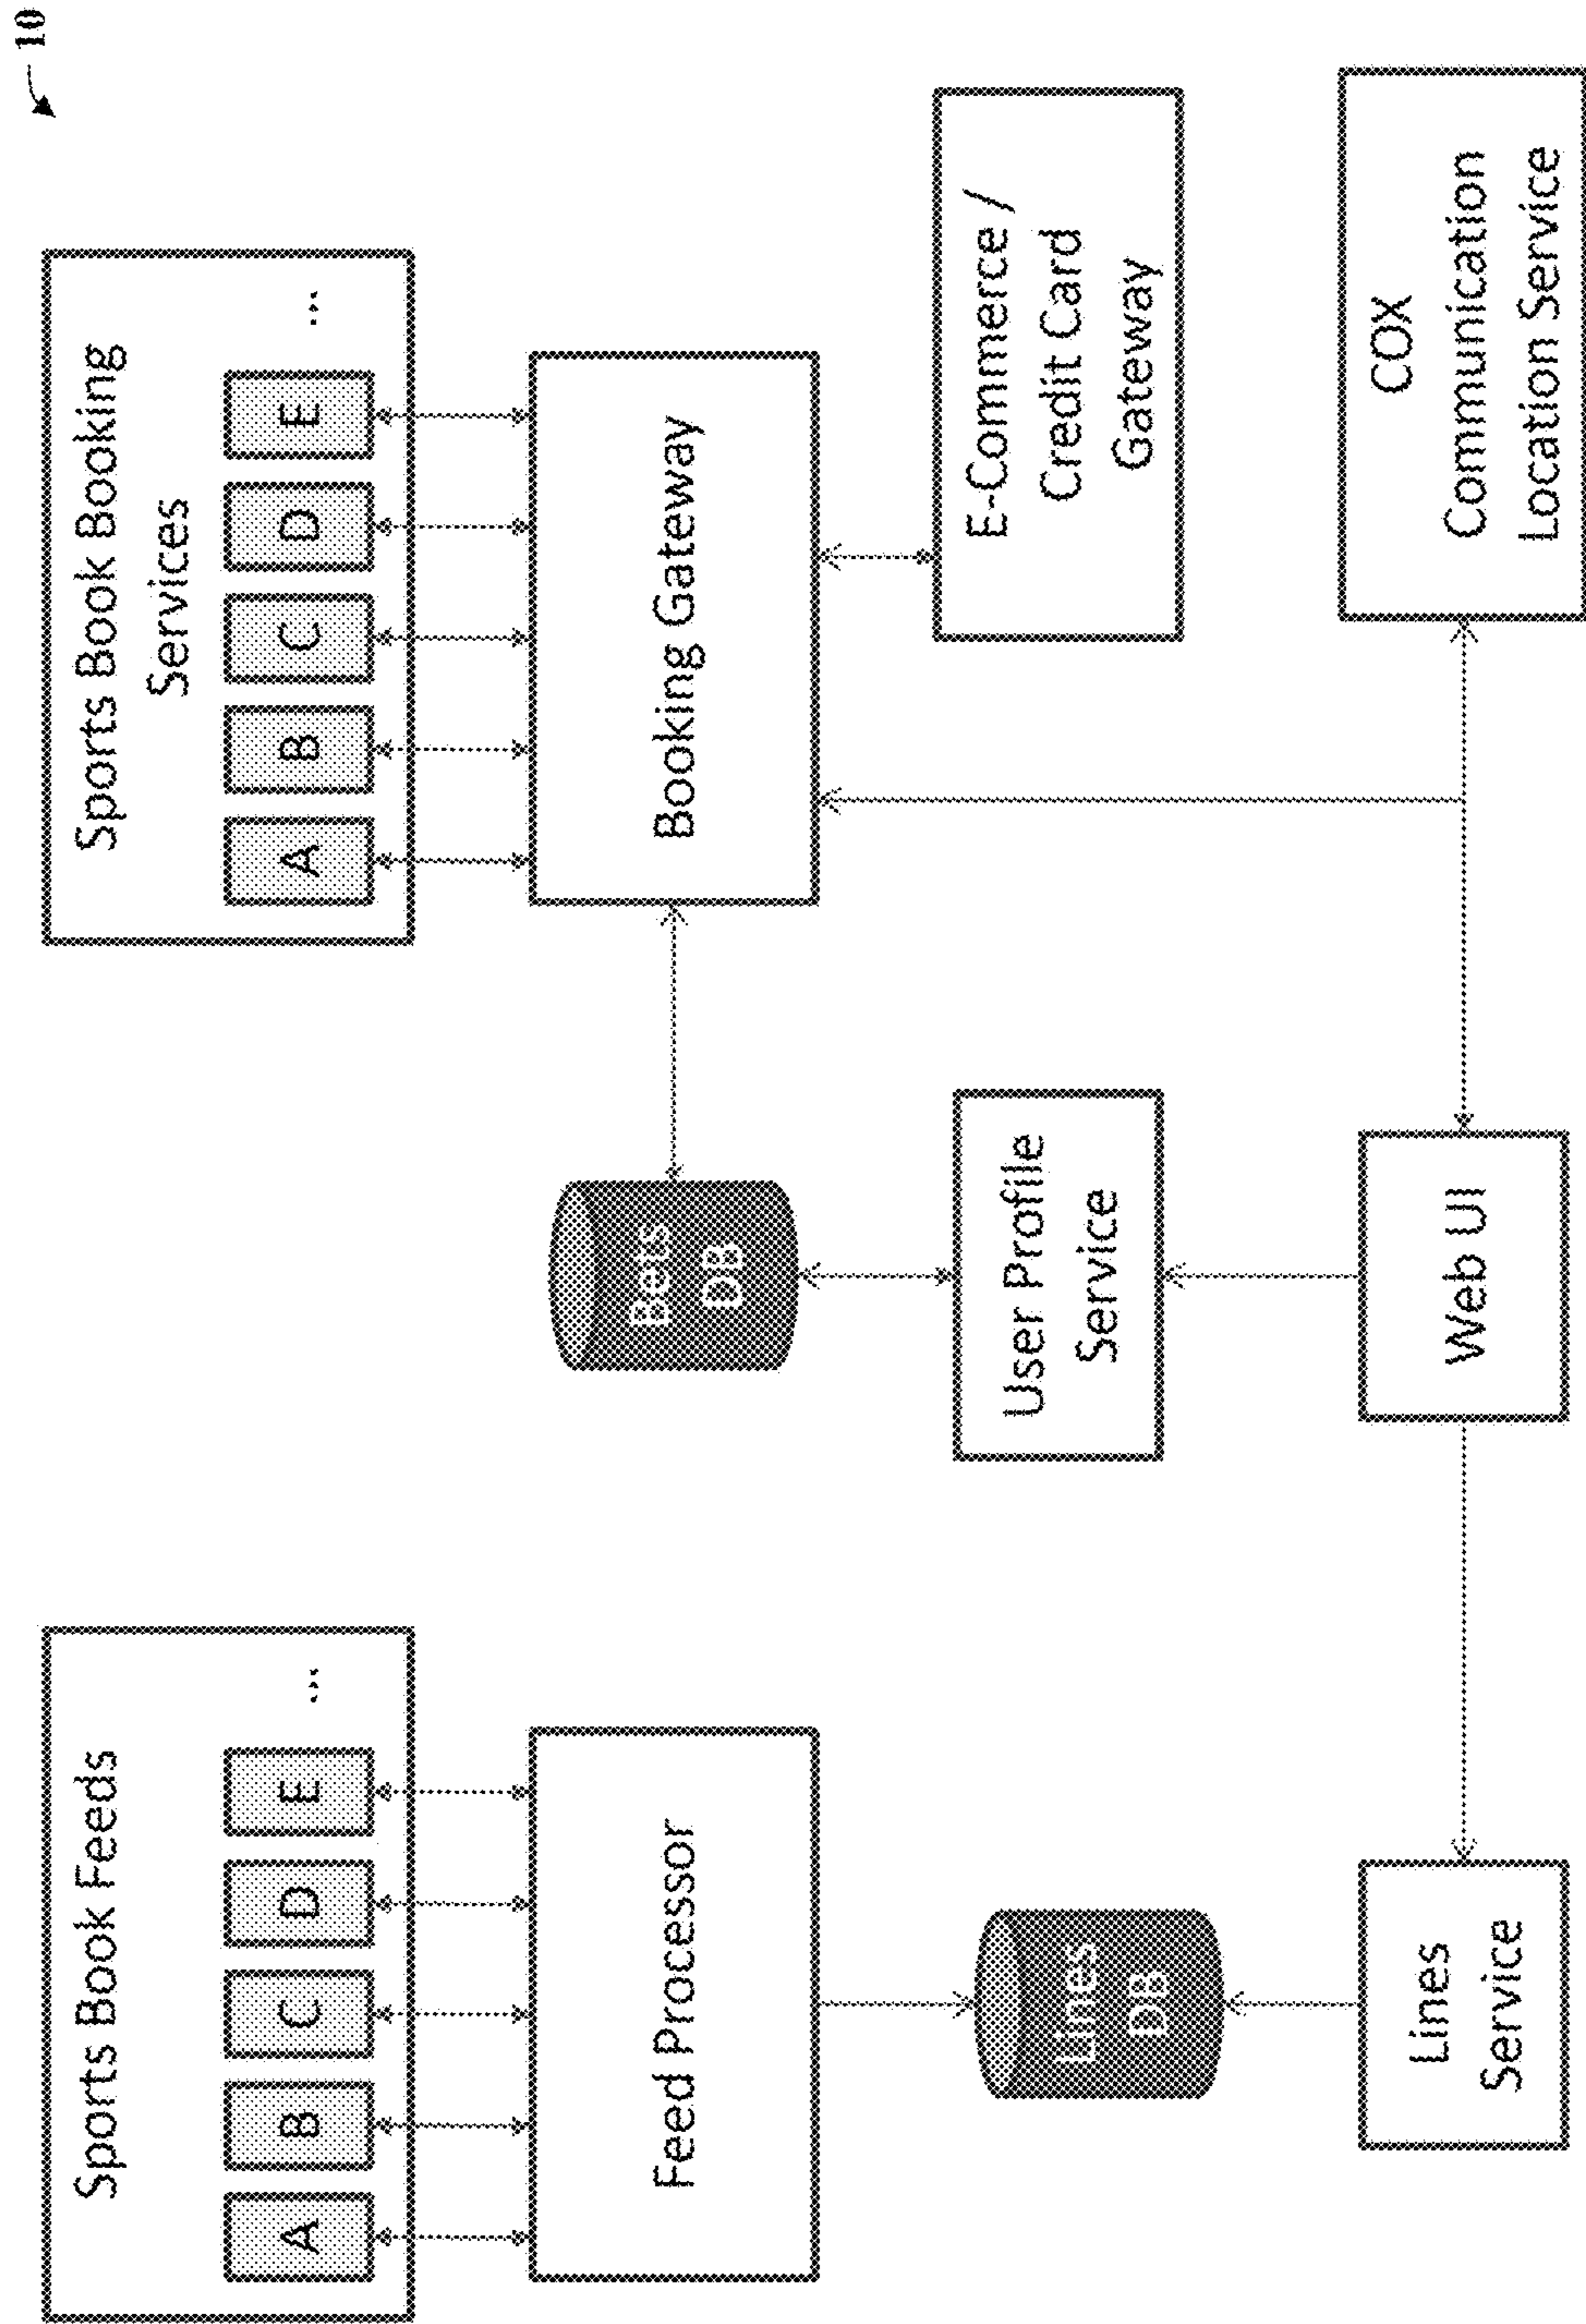 10
Sports Book Feeds
A
B
C
D
E
...
Feed Processor
Lines
DB
Lines
Service
Sports Book Booking
Services
A
B
C
D
E
...
Booking Gateway
Bets
DB
User Profile
Service
Web UI
E-Commerce /
Credit Card
Gateway
COX
Communication
Location Service